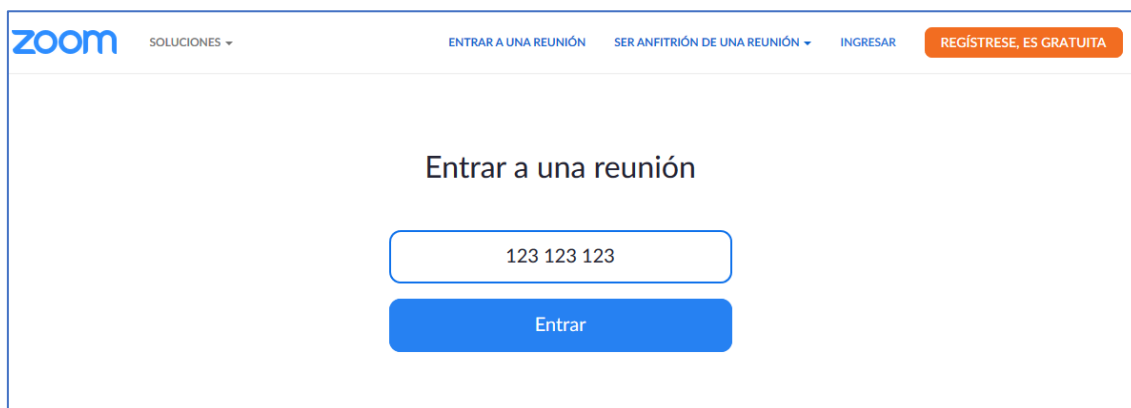 zoom SOLUCIONES ENTRAR A UNA REUNIÓN SER ANFITRIÓN DE UNA REUNIÓN INGRESAR REGÍSTRESE, ES GRATUITA
Entrar a una reunión
123 123 123
Entrar